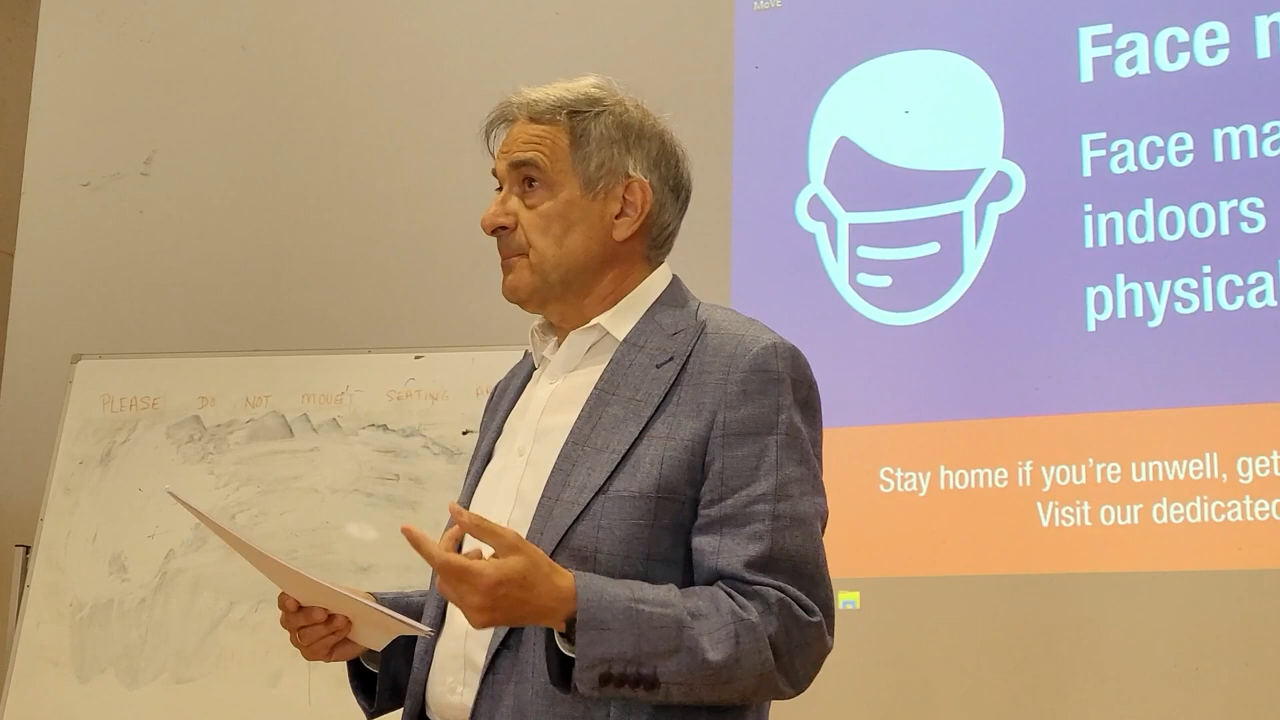 MOVE
Face
Face ma
indoors
physical
PLEASE DO NOT MOVE SEATING
Stay home if you're unwell, get
Visit our dedicated